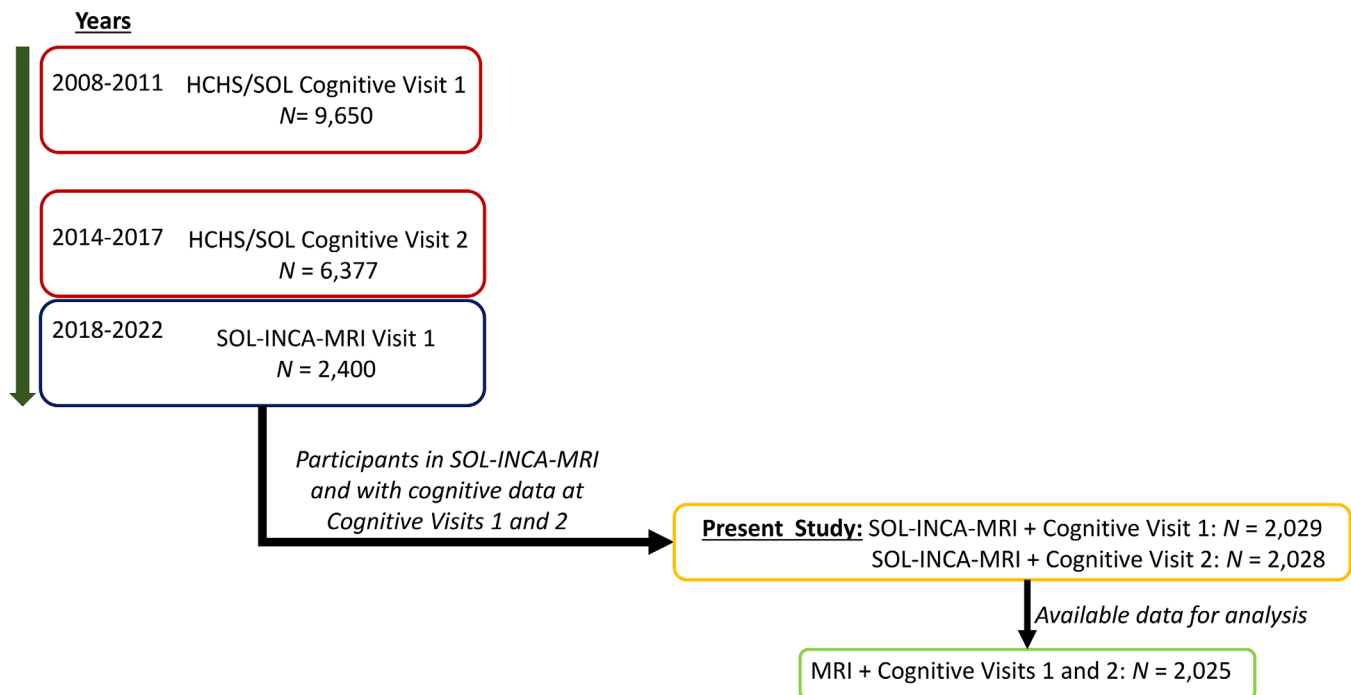 Years
2008-2011 HCHS/SOL Cognitive Visit 1
N= 9,650
2014-2017 HCHS/SOL Cognitive Visit 2
N = 6,377
2018-2022 SOL-INCA-MRI Visit 1
N = 2,400
Participants in SOL-INCA-MRI
and with cognitive data at
Cognitive Visits 1 and 2
Present Study: SOL-INCA-MRI + Cognitive Visit 1: N = 2,029
SOL-INCA-MRI + Cognitive Visit 2: N = 2,028
Available data for analysis
MRI + Cognitive Visits 1 and 2: N = 2,025